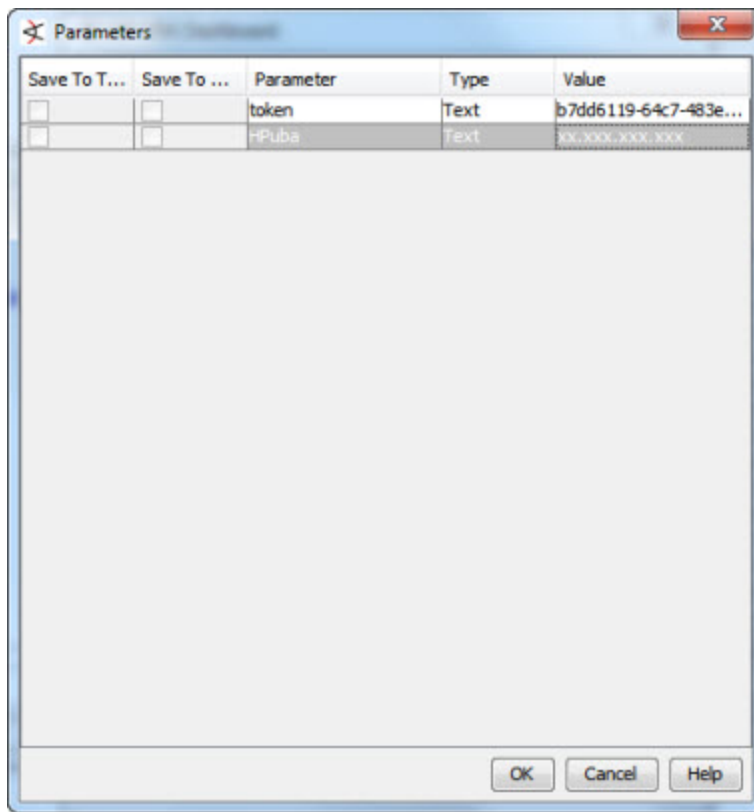 Parameters
Save To T... Save To ... Parameter Type Value
token Text b7dd6119-64c7-483e...
HPuba Text xx.xxx.xxx.xxx
OK Cancel Help